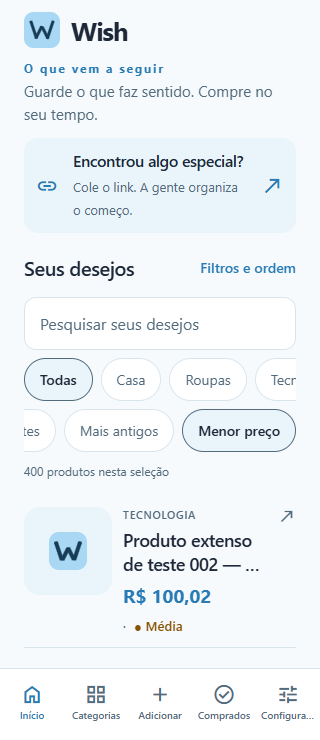 Wish
O que vem a seguir
Guarde o que faz sentido. Compre no
seu tempo.
Encontrou algo especial?
Cole o link. A gente organiza
o começo.
Seus desejos
Filtros e ordem
Pesquisar seus desejos
Todas
Casa
Roupas
Tecn
tes
Mais antigos
Menor preço
400 produtos nesta seleção
TECNOLOGIA
Produto extenso
de teste 002 — ...
R$ 100,02
· ● Média
Início
Categorias
Adicionar
Comprados
Configura...